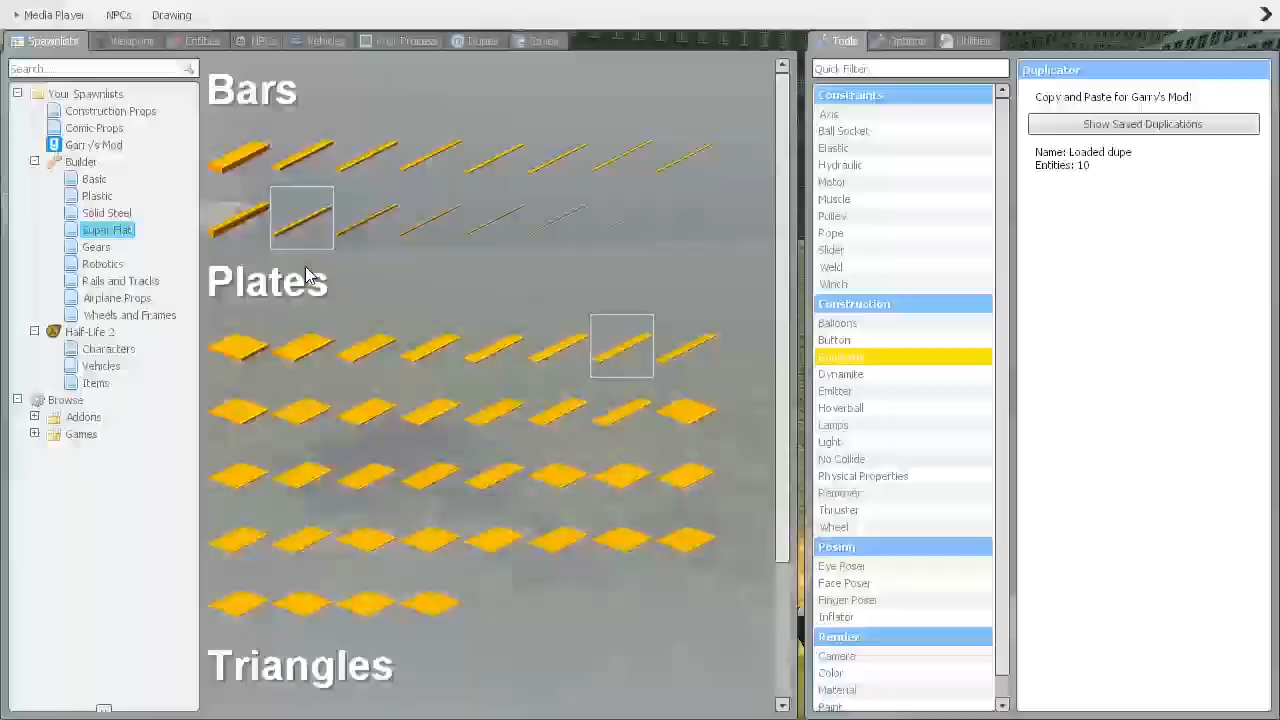 Media Player NPCs Drawing
Spawnlists Weapons Entities NPCs Vehicles Post Process Dupes Saves
Tools Options Utilities
Search...
Your Spawnlists
Construction Props
Comic Props
Garry's Mod
Builder
Basic
Plastic
Solid Steel
Super Flat
Gears
Robotics
Rails and Tracks
Airplane Props
Wheels and Frames
Half-Life 2
Characters
Vehicles
Items
Browse
Addons
Games
Bars
Plates
Triangles
Quick Filter
Constraints
Axis
Ball Socket
Elastic
Hydraulic
Motor
Muscle
Pulley
Rope
Slider
Weld
Winch
Construction
Balloons
Button
Duplicator
Dynamite
Emitter
Hoverball
Lamps
Light
No Collide
Physical Properties
Remover
Thruster
Wheel
Posing
Eye Poser
Face Poser
Finger Poser
Inflator
Render
Camera
Color
Material
Paint
Duplicator
Copy and Paste for Garry's Mod!
Show Saved Duplications
Name: Loaded dupe
Entities: 10